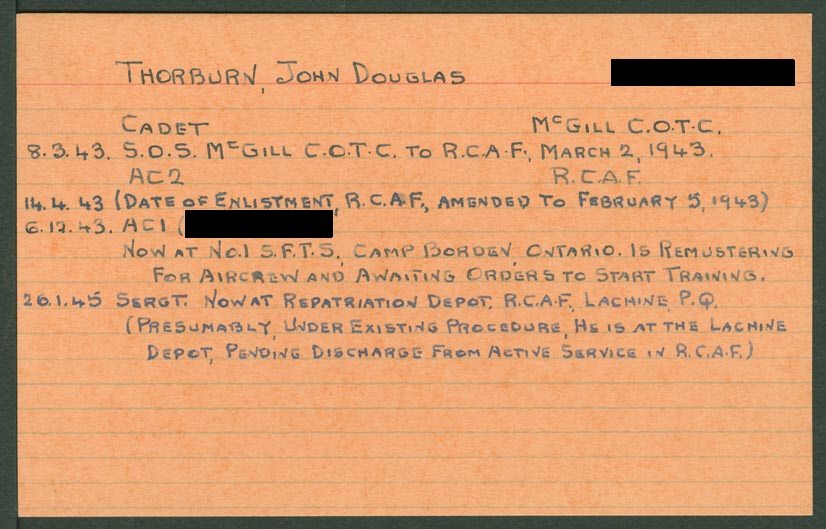 THORBURN, JOHN DOUGLAS
CADET McGILL C.O.T.C.
8.3.43. S.O.S. McGILL C.O.T.C. TO R.C.A.F., MARCH 2, 1943.
AC2 R.C.A.F.
14.4.43 (DATE OF ENLISTMENT, R.C.A.F., AMENDED TO FEBRUARY 5, 1943)
6.12.43. AC1 (
NOW AT NO.1 S.F.T.S., CAMP BORDEN, ONTARIO. IS REMUSTERING
FOR AIRCREW AND AWAITING ORDERS TO START TRAINING.
26.1.45 SERGT. NOW AT REPATRIATION DEPOT, R.C.A.F., LACHINE, P.Q.
(PRESUMABLY, UNDER EXISTING PROCEDURE, HE IS AT THE LACHINE
DEPOT, PENDING DISCHARGE FROM ACTIVE SERVICE IN R.C.A.F.)